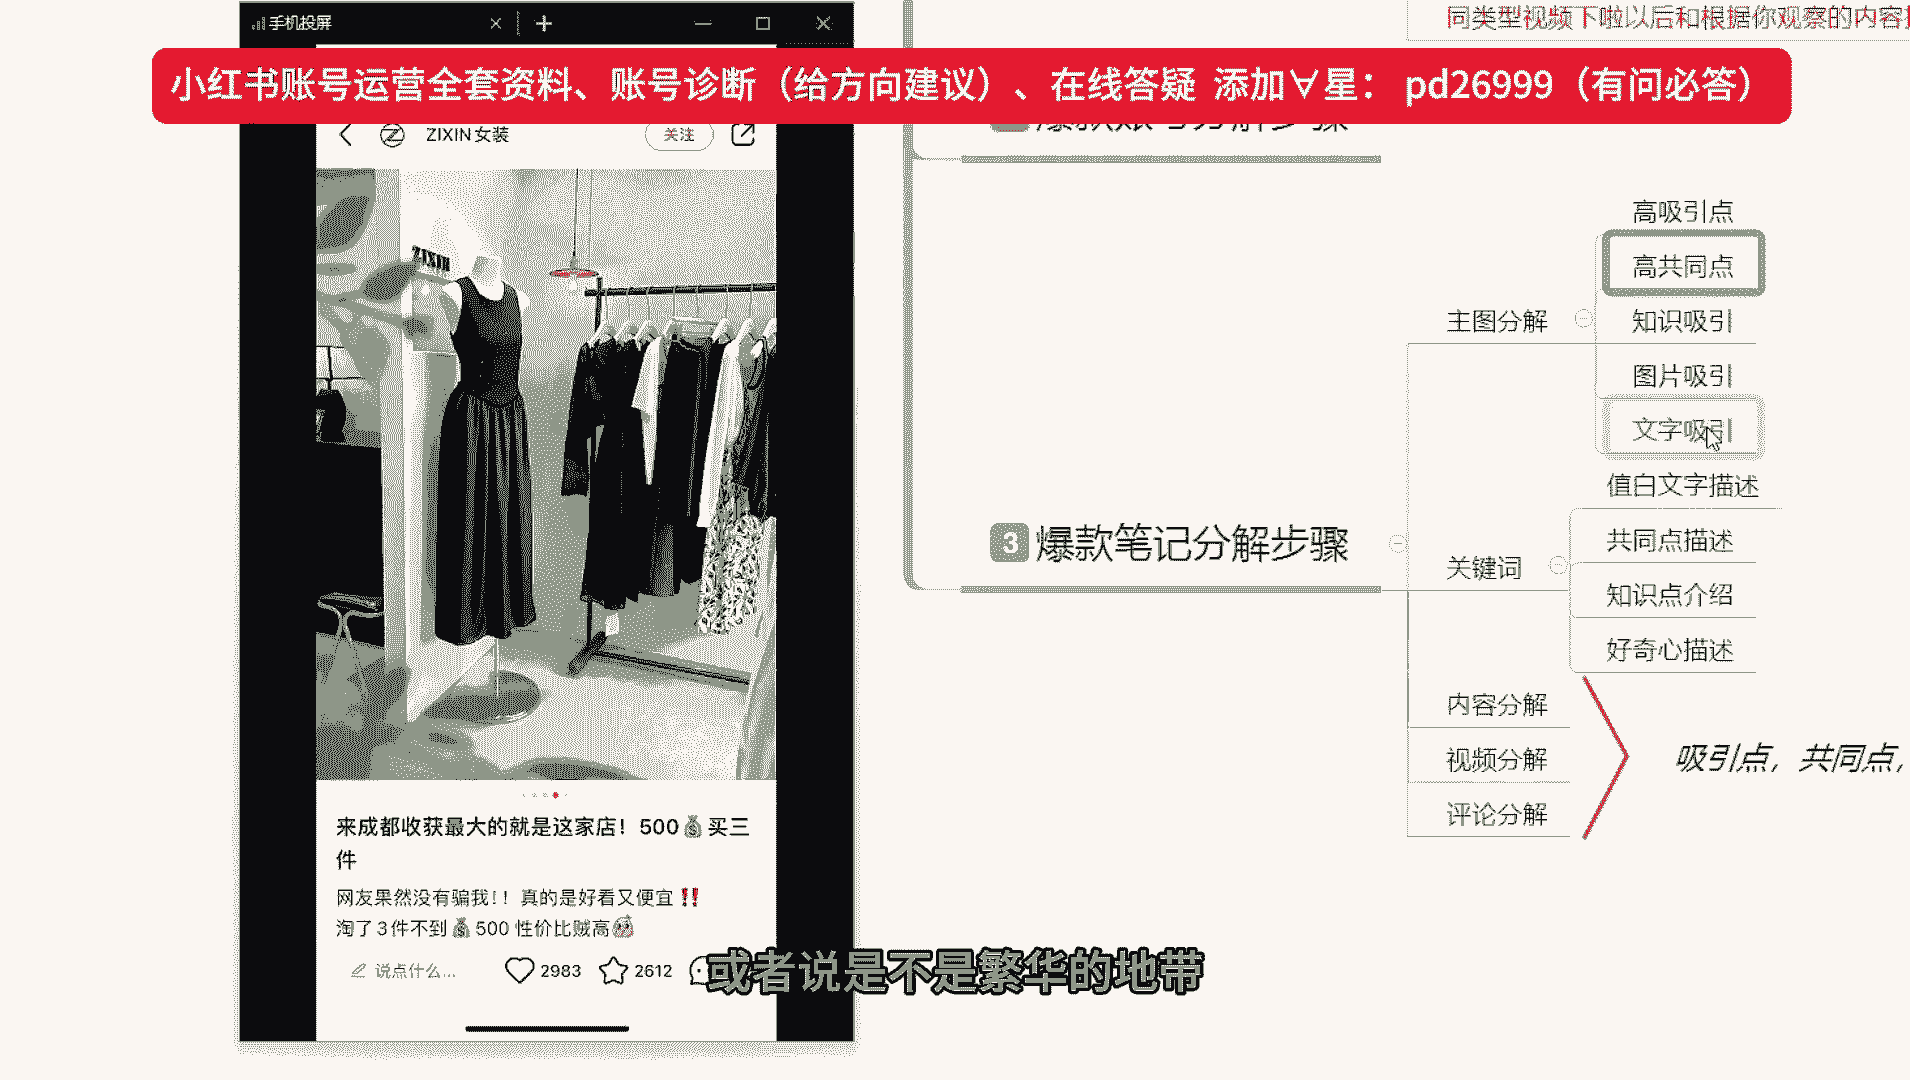 手机投屏
同类型视频下啦以后和根据你观察的内容
小红书账号运营全套资料、账号诊断（给方向建议）、在线答疑 添加∀星： pd26999（有问必答）
ZIXIN 女装
关注
ZIXIN
高吸引点
高共同点
主图分解
知识吸引
图片吸引
文字吸引
值白文字描述
3 爆款笔记分解步骤
共同点描述
关键词
知识点介绍
好奇心描述
内容分解
视频分解
吸引点，共同点，
评论分解
来成都收获最大的就是这家店！500💰买三
件
网友果然没有骗我!！真的是好看又便宜‼️
淘了3件不到💰500 性价比贼高
说点什么...
2983
2612
或者说是不是繁华的地带